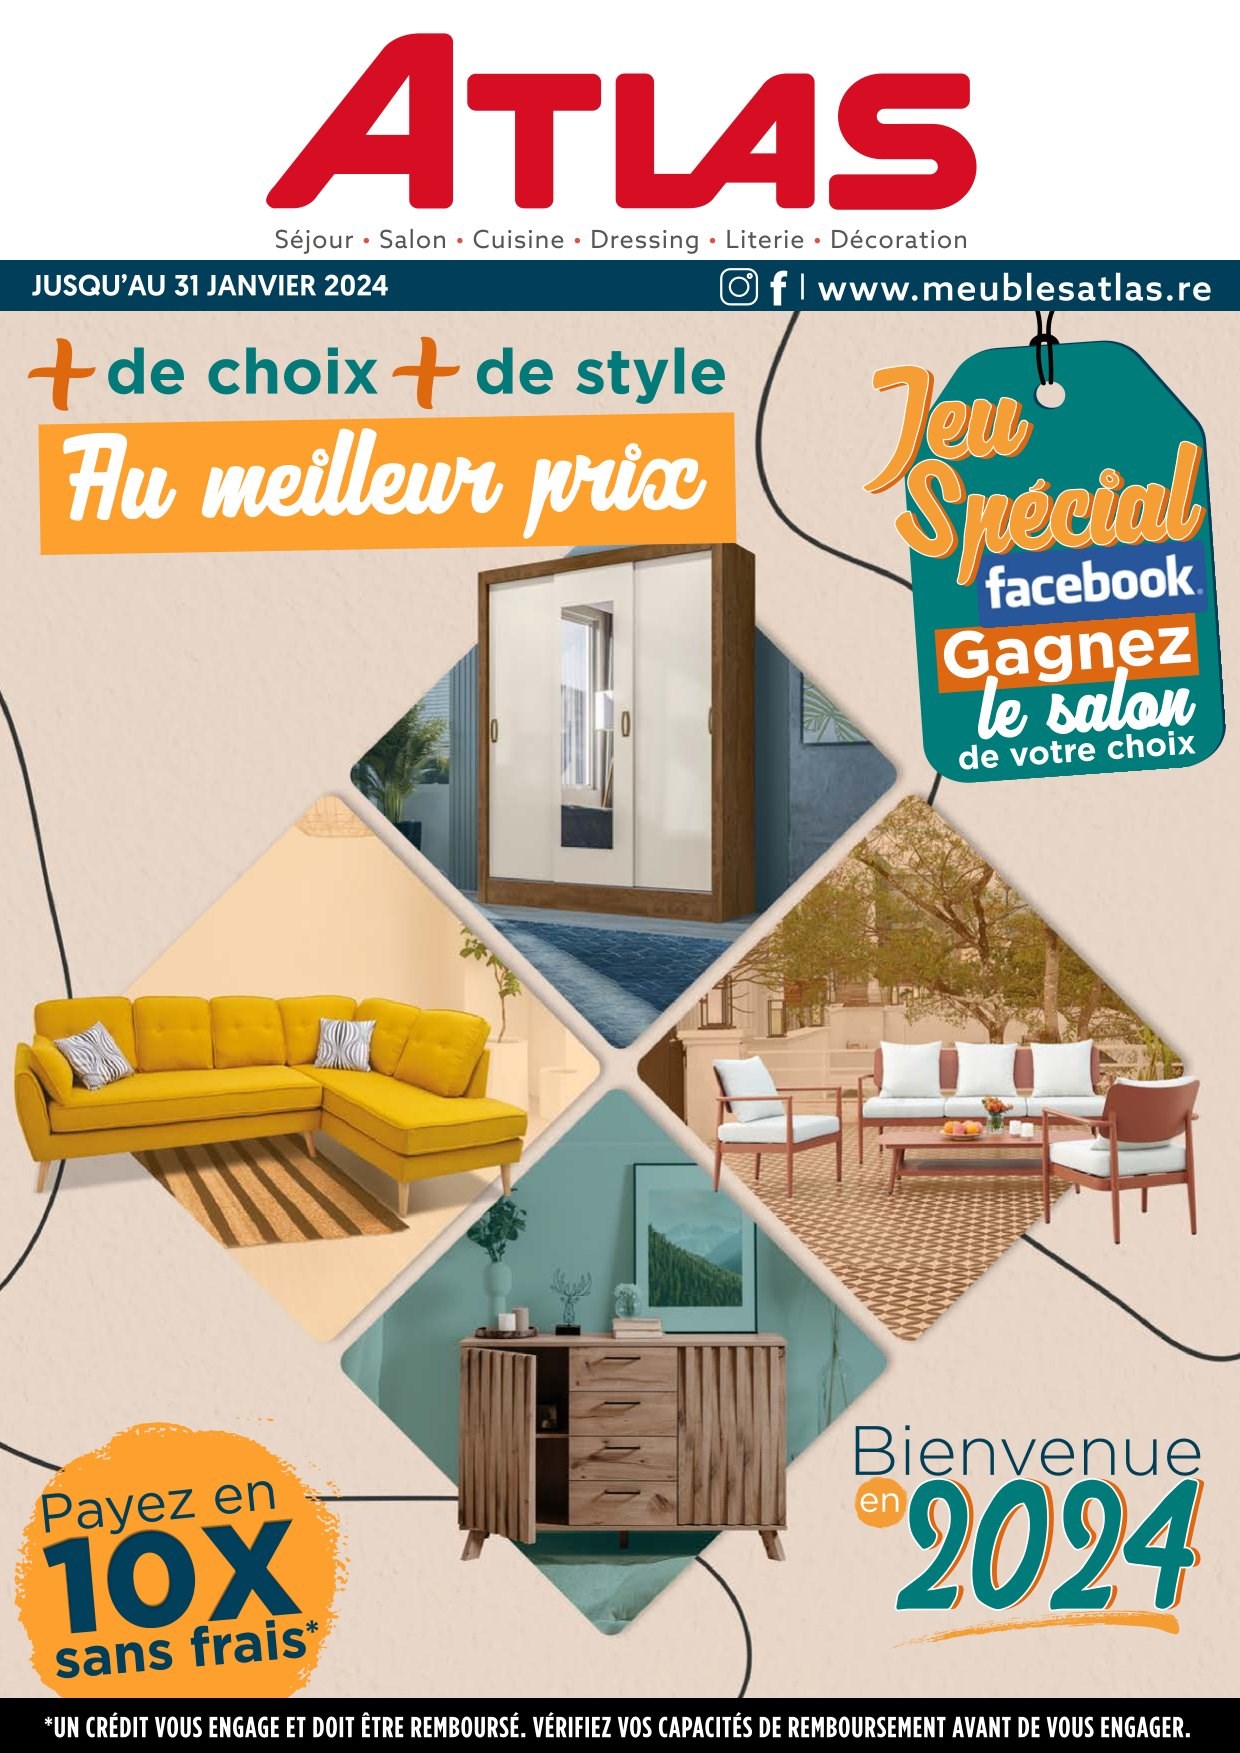 ATLAS
Séjour • Salon • Cuisine • Dressing • Literie • Décoration
JUSQU'AU 31 JANVIER 2024
f | www.meublesatlas.re
+ de choix + de style
Au meilleur prix
Jeu
Spécial
facebook
Gagnez
le salon
de votre choix
Payez en
10X
sans frais*
Bienvenue
en 2024
*UN CRÉDIT VOUS ENGAGE ET DOIT ÊTRE REMBOURSÉ. VÉRIFIEZ VOS CAPACITÉS DE REMBOURSEMENT AVANT DE VOUS ENGAGER.